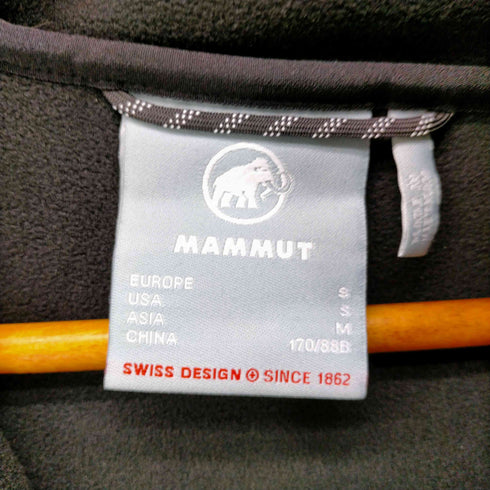 MAMMUT
EUROPE S
USA S
ASIA M
CHINA 170/88B
SWISS DESIGN SINCE 1862